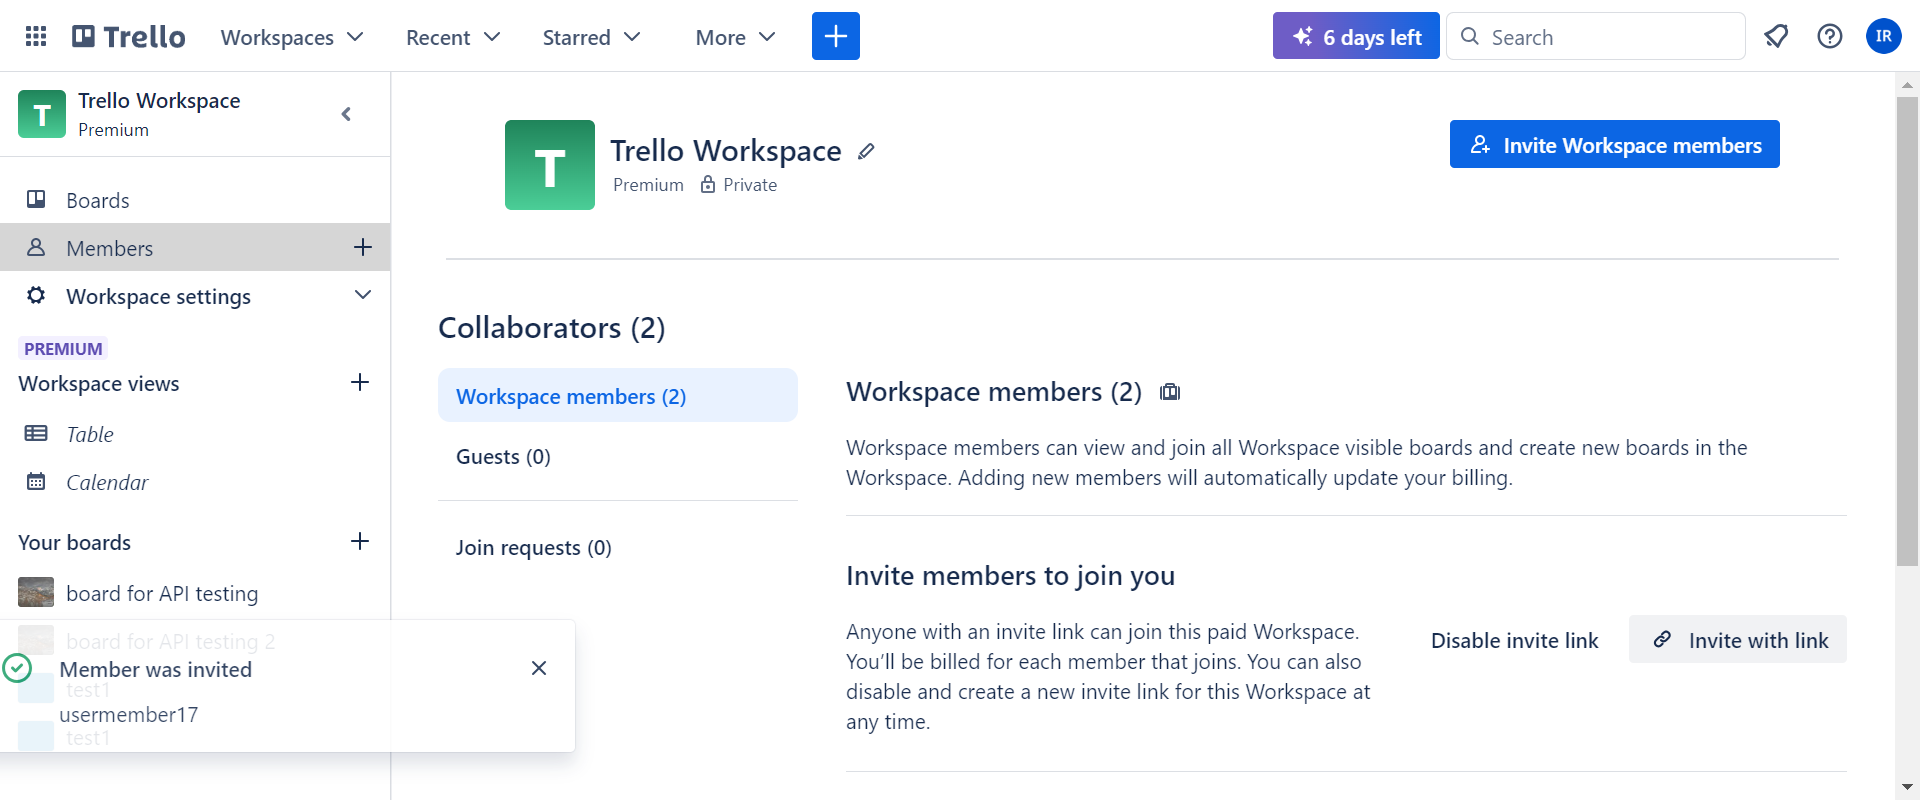 Trello
Workspaces
Recent
Starred
More
6 days left
Search
IR
T
Trello Workspace
Premium
Boards
Members
Workspace settings
PREMIUM
Workspace views
Table
Calendar
Your boards
board for API testing
board for API testing 2
Member was invited
test1
usermember17
test1
T
Trello Workspace
Premium
Private
Invite Workspace members
Collaborators (2)
Workspace members (2)
Guests (0)
Join requests (0)
Workspace members (2)
Workspace members can view and join all Workspace visible boards and create new boards in the
Workspace. Adding new members will automatically update your billing.
Invite members to join you
Anyone with an invite link can join this paid Workspace.
You’ll be billed for each member that joins. You can also
disable and create a new invite link for this Workspace at
any time.
Disable invite link
Invite with link